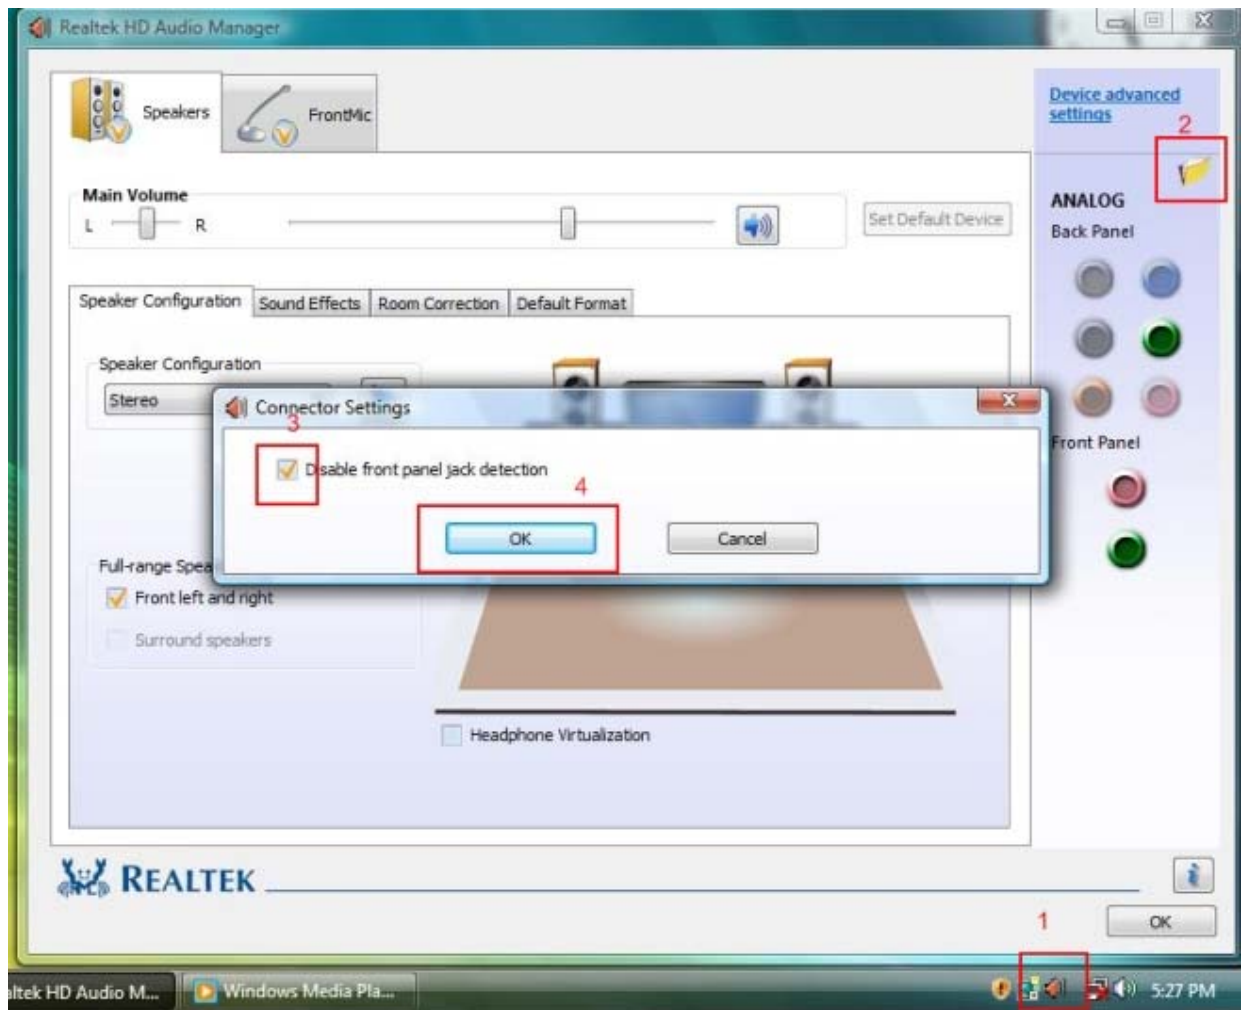 Realtek HD Audio Manager
Speakers
FrontMic
Device advanced
settings
2
Main Volume
L R
Set Default Device
ANALOG
Back Panel
Speaker Configuration Sound Effects Room Correction Default Format
Speaker Configuration
Stereo
Connector Settings
3
Disable front panel jack detection
4
OK Cancel
Front Panel
Full-range Spea
Front left and right
Surround speakers
Headphone Virtualization
REALTEK
1
OK
altek HD Audio M...
Windows Media Pla...
5:27 PM